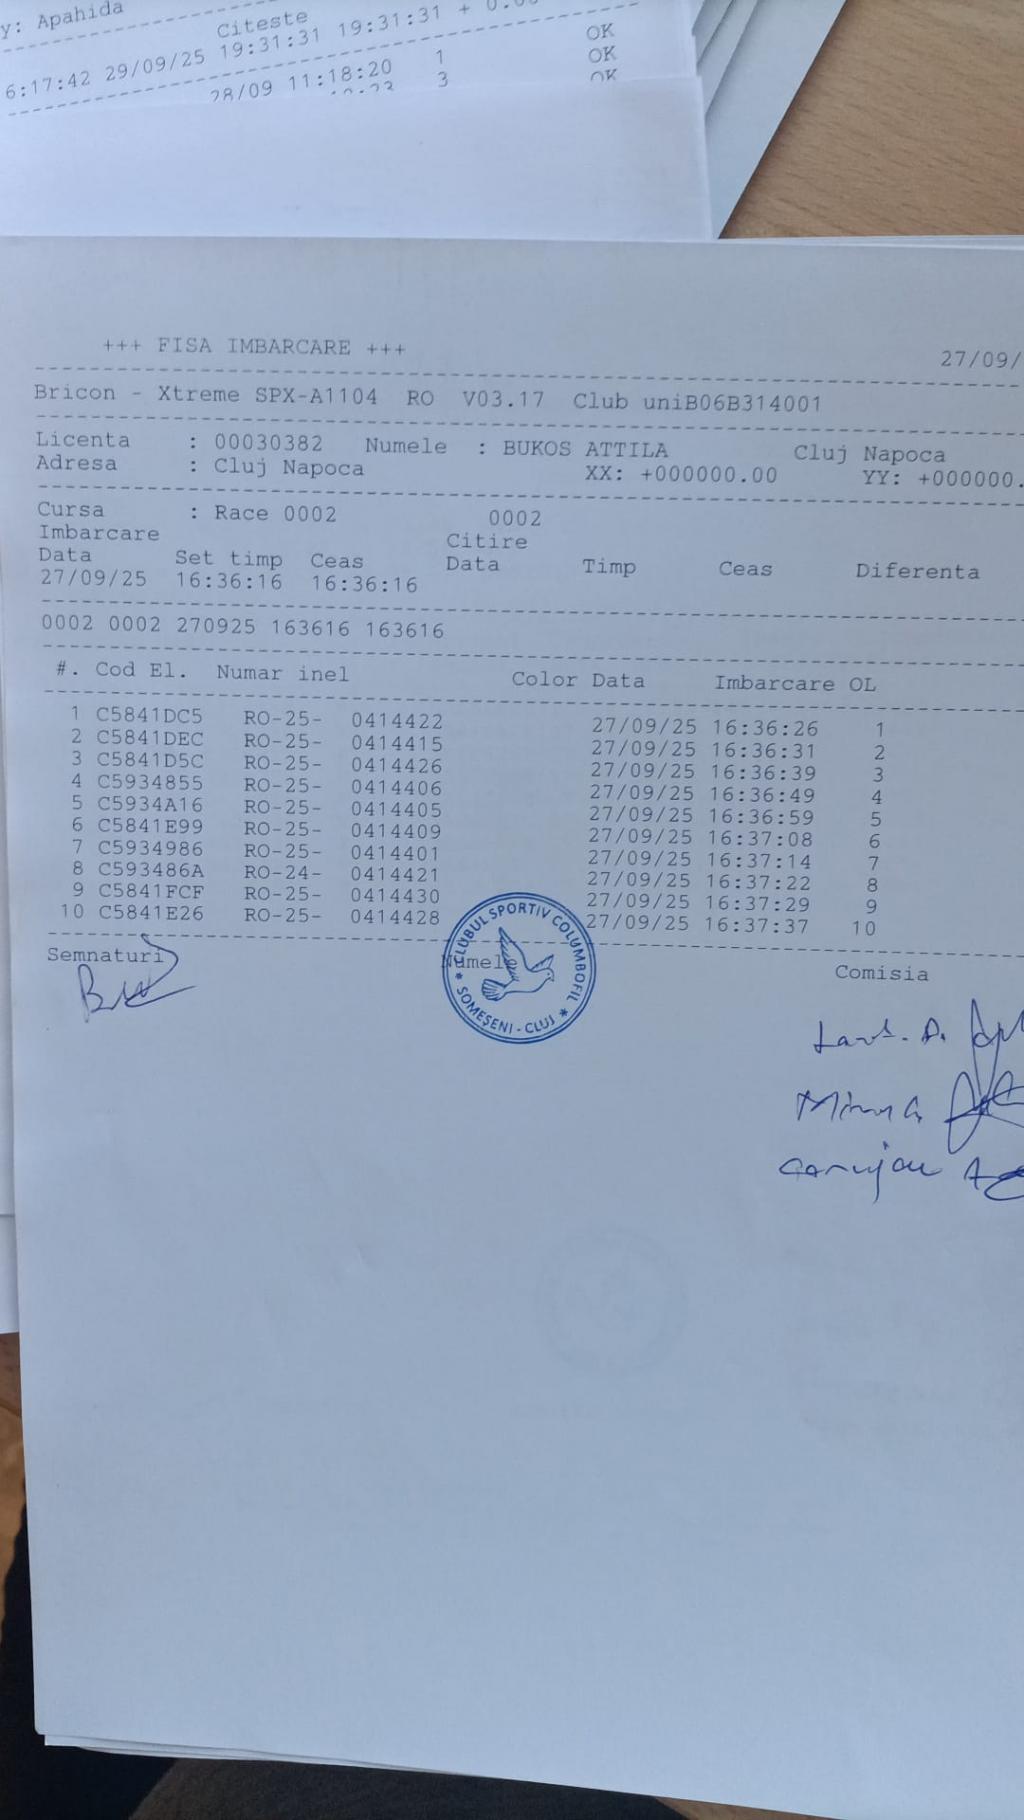 y: Apahida
Citeste
6:17:42 29/09/25 19:31:31 19:31:31 + 0.0
28/09 11:18:20 1 OK
3 OK
OK
+++ FISA IMBARCARE +++ 27/09/
Bricon - Xtreme SPX-A1104 RO V03.17 Club uniB06B314001
Licenta : 00030382 Numele : BUKOS ATTILA Cluj Napoca
Adresa : Cluj Napoca XX: +000000.00 YY: +000000.
Cursa : Race 0002 0002
Imbarcare Citire
Data Set timp Ceas Data Timp Ceas Diferenta
27/09/25 16:36:16 16:36:16
0002 0002 270925 163616 163616
#. Cod El. Numar inel Color Data Imbarcare OL
1 C5841DC5 RO-25- 0414422 27/09/25 16:36:26 1
2 C5841DEC RO-25- 0414415 27/09/25 16:36:31 2
3 C5841D5C RO-25- 0414426 27/09/25 16:36:39 3
4 C5934855 RO-25- 0414406 27/09/25 16:36:49 4
5 C5934A16 RO-25- 0414405 27/09/25 16:36:59 5
6 C5841E99 RO-25- 0414409 27/09/25 16:37:08 6
7 C5934986 RO-25- 0414401 27/09/25 16:37:14 7
8 C593486A RO-24- 0414421 27/09/25 16:37:22 8
9 C5841FCF RO-25- 0414430 27/09/25 16:37:29 9
10 C5841E26 RO-25- 0414428 27/09/25 16:37:37 10
Semnaturi Numele Comisia
* CLUBUL SPORTIV COLUMBOFIL * SOMEȘENI - CLUJ